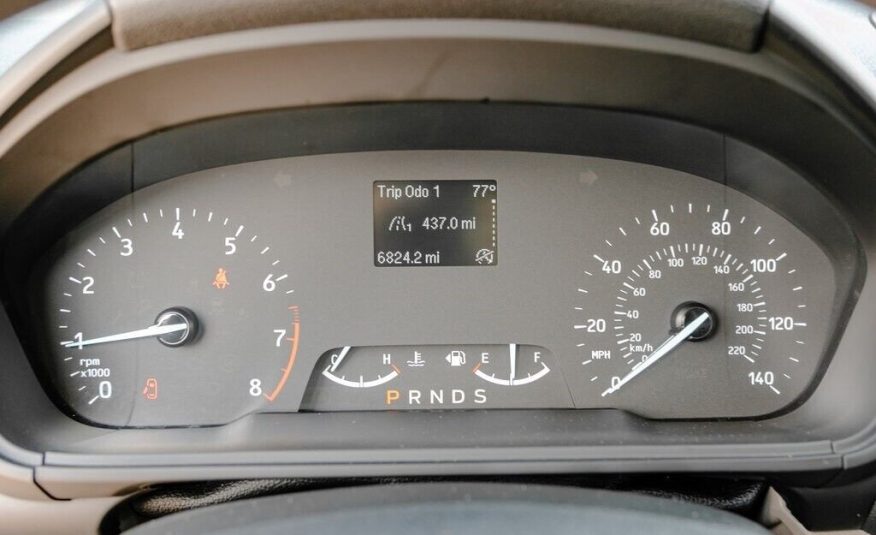 Trip Odo 1 77°
1 437.0 mi
6824.2 mi
0 1 2 3 4 5 6 7 8
rpm
x1000
C H
E F
P R N D S
0 20 40 60 80 100 120 140
MPH
0 20 40 60 80 100 120 140 160 180 200 220
km/h